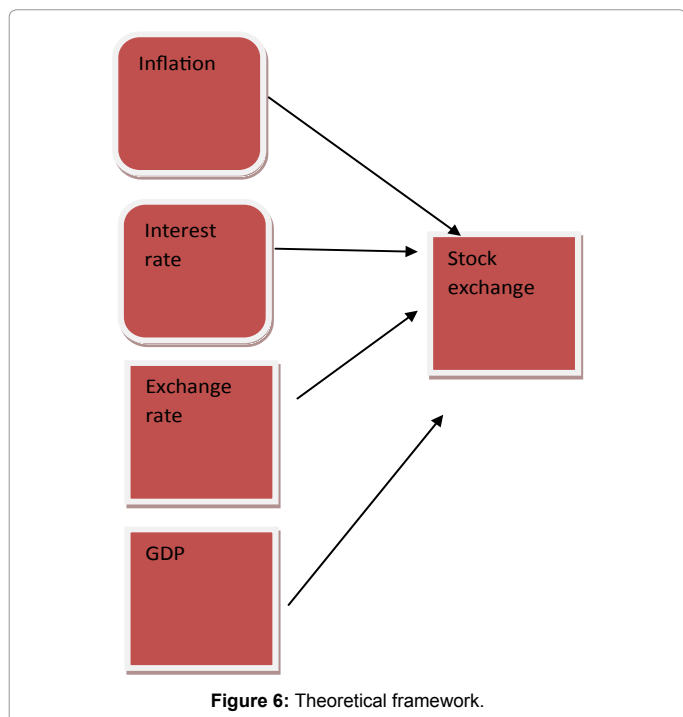 Inflation
Interest
rate
Stock
exchange
Exchange
rate
GDP
Figure 6: Theoretical framework.